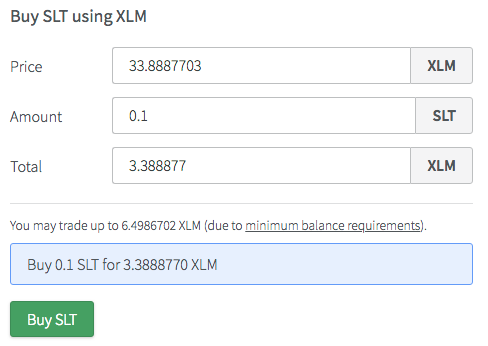 Buy SLT using XLM
Price 33.8887703 XLM
Amount 0.1 SLT
Total 3.388877 XLM
You may trade up to 6.4986702 XLM (due to minimum balance requirements).
Buy 0.1 SLT for 3.3888770 XLM
Buy SLT